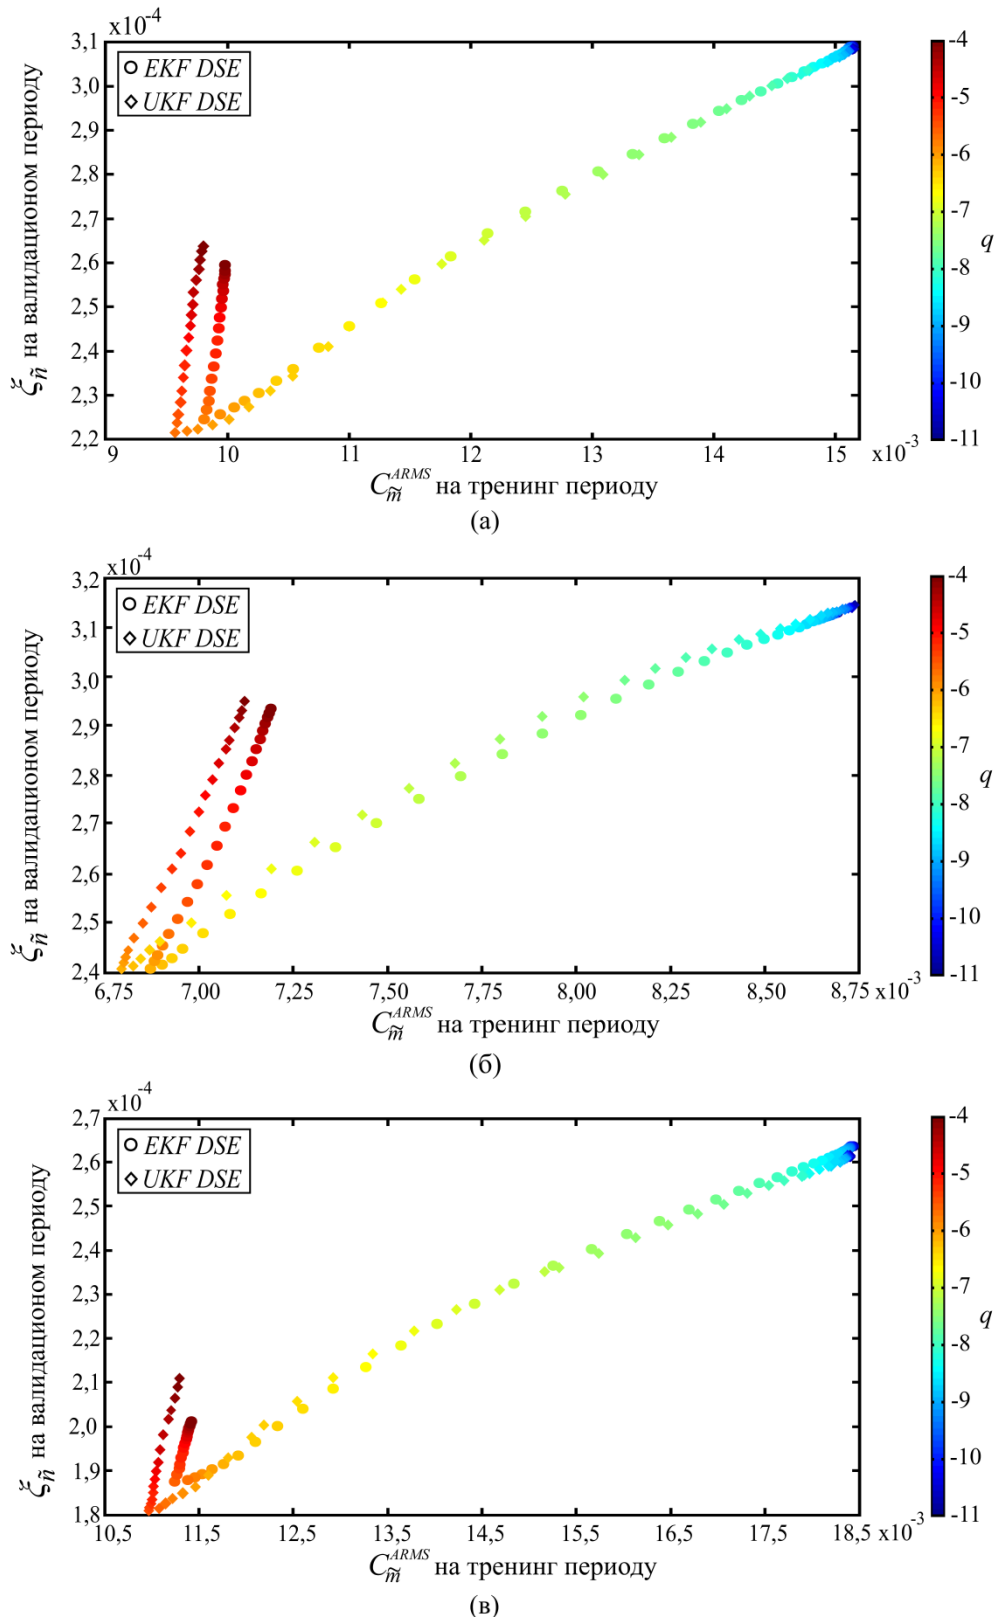 x10⁻⁴
3,1
3,0
2,9
2,8
2,7
2,6
2,5
2,4
2,3
2,2
ξñ на валидационом периоду
EKF DSE
UKF DSE
9 10 11 12 13 14 15 x10⁻³
C_m̃^ARMS на тренинг периоду
-4
-5
-6
-7
-8
-9
-10
-11
q
(а)
x10⁻⁴
3,2
3,1
3,0
2,9
2,8
2,7
2,6
2,5
2,4
ξñ на валидационом периоду
EKF DSE
UKF DSE
6,75 7,00 7,25 7,50 7,75 8,00 8,25 8,50 8,75 x10⁻³
C_m̃^ARMS на тренинг периоду
-4
-5
-6
-7
-8
-9
-10
-11
q
(б)
x10⁻⁴
2,7
2,6
2,5
2,4
2,3
2,2
2,1
2,0
1,9
1,8
ξñ на валидационом периоду
EKF DSE
UKF DSE
10,5 11,5 12,5 13,5 14,5 15,5 16,5 17,5 18,5 x10⁻³
C_m̃^ARMS на тренинг периоду
-4
-5
-6
-7
-8
-9
-10
-11
q
(в)